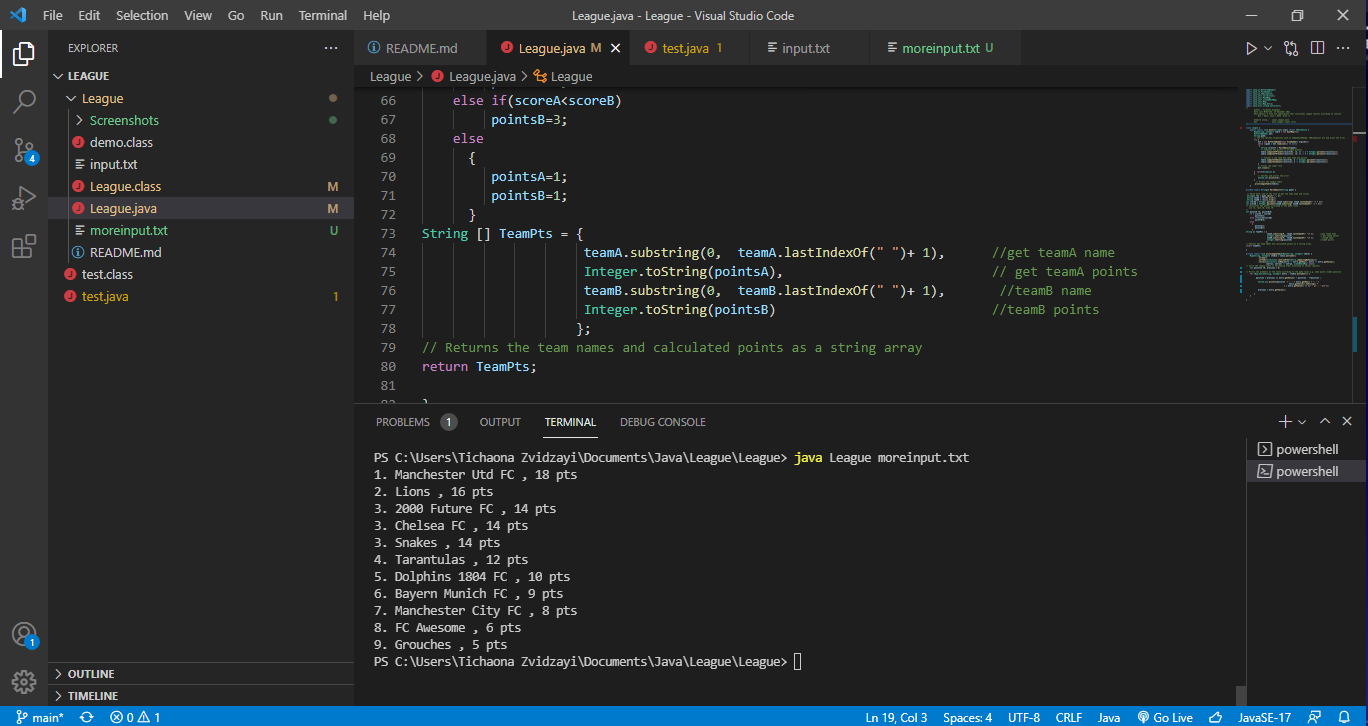 File Edit Selection View Go Run Terminal Help League.java - League - Visual Studio Code
EXPLORER
LEAGUE
League
Screenshots
demo.class
input.txt
League.class M
League.java M
moreinput.txt U
README.md
test.class
test.java 1
OUTLINE
TIMELINE
4
1
README.md League.java M test.java 1 input.txt moreinput.txt U
League > League.java > League
66 else if(scoreA<scoreB)
67 pointsB=3;
68 else
69 {
70 pointsA=1;
71 pointsB=1;
72 }
73 String [] TeamPts = {
74 teamA.substring(0, teamA.lastIndexOf(" ")+ 1), //get teamA name
75 Integer.toString(pointsA), // get teamA points
76 teamB.substring(0, teamB.lastIndexOf(" ")+ 1), //teamB name
77 Integer.toString(pointsB) //teamB points
78 };
79 // Returns the team names and calculated points as a string array
80 return TeamPts;
81
PROBLEMS 1 OUTPUT TERMINAL DEBUG CONSOLE
PS C:\Users\Tichaona Zvidzayi\Documents\Java\League\League> java League moreinput.txt
1. Manchester Utd FC , 18 pts
2. Lions , 16 pts
3. 2000 Future FC , 14 pts
3. Chelsea FC , 14 pts
3. Snakes , 14 pts
4. Tarantulas , 12 pts
5. Dolphins 1804 FC , 10 pts
6. Bayern Munich FC , 9 pts
7. Manchester City FC , 8 pts
8. FC Awesome , 6 pts
9. Grouches , 5 pts
PS C:\Users\Tichaona Zvidzayi\Documents\Java\League\League>
powershell
powershell
main* 0 1 Ln 19, Col 3 Spaces: 4 UTF-8 CRLF Java Go Live JavaSE-17